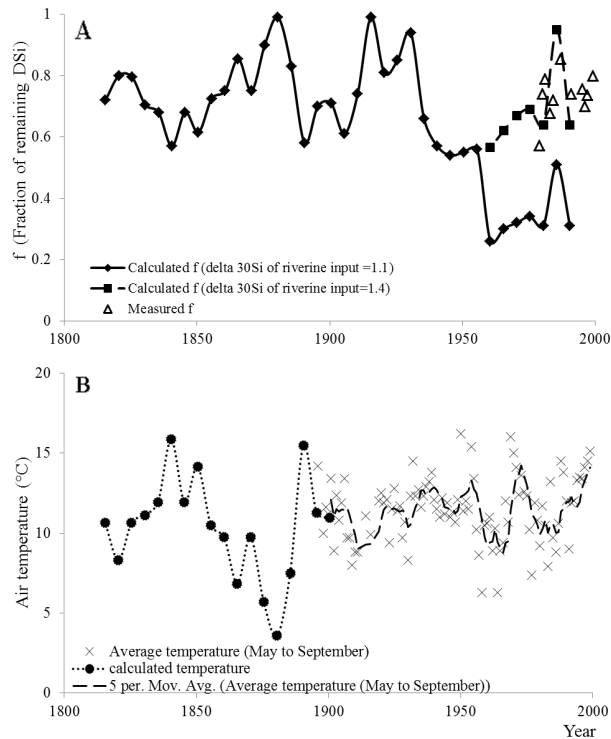 A
1
0.8
0.6
0.4
0.2
0
f (Fraction of remaining DSi)
Calculated f (delta 30Si of riverine input =1.1)
Calculated f (delta 30Si of riverine input=1.4)
Measured f
1800 1850 1900 1950 2000
B
20
15
10
5
0
Air temperature (°C)
Average temperature (May to September)
calculated temperature
5 per. Mov. Avg. (Average temperature (May to September))
1800 1850 1900 1950 2000
Year